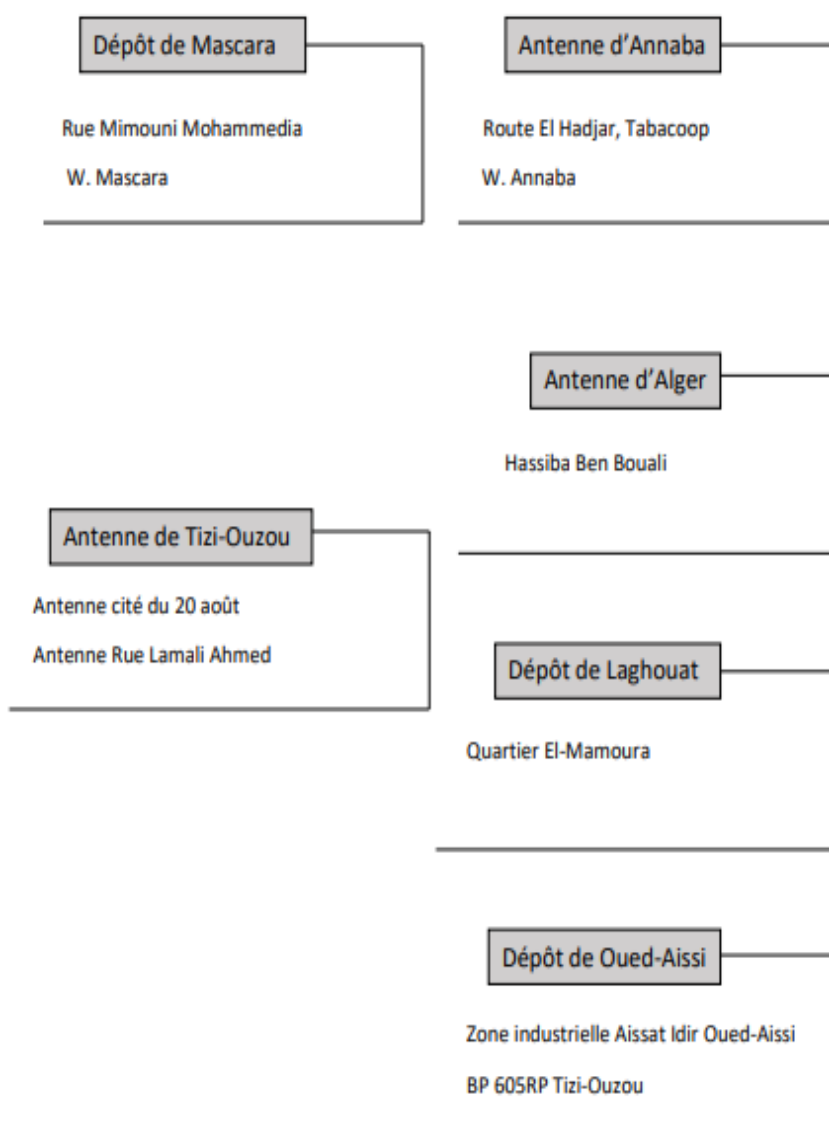 Dépôt de Mascara
Rue Mimouni Mohammedia
W. Mascara
Antenne d’Annaba
Route El Hadjar, Tabacoop
W. Annaba
Antenne d’Alger
Hassiba Ben Bouali
Antenne de Tizi-Ouzou
Antenne cité du 20 août
Antenne Rue Lamali Ahmed
Dépôt de Laghouat
Quartier El-Mamoura
Dépôt de Oued-Aissi
Zone industrielle Aissat Idir Oued-Aissi
BP 605RP Tizi-Ouzou